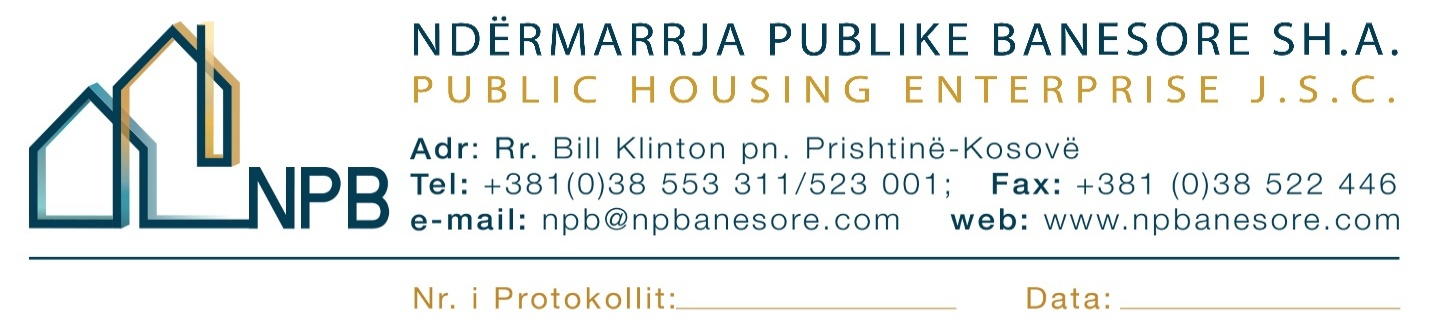 NDËRMARRJA PUBLIKE BANESORE SH.A.
PUBLIC HOUSING ENTERPRISE J.S.C.
NPB
Adr: Rr. Bill Klinton pn. Prishtinë-Kosovë
Tel: +381(0)38 553 311/523 001; Fax: +381 (0)38 522 446
e-mail: npb@npbanesore.com web: www.npbanesore.com
Nr. i Protokollit: Data: